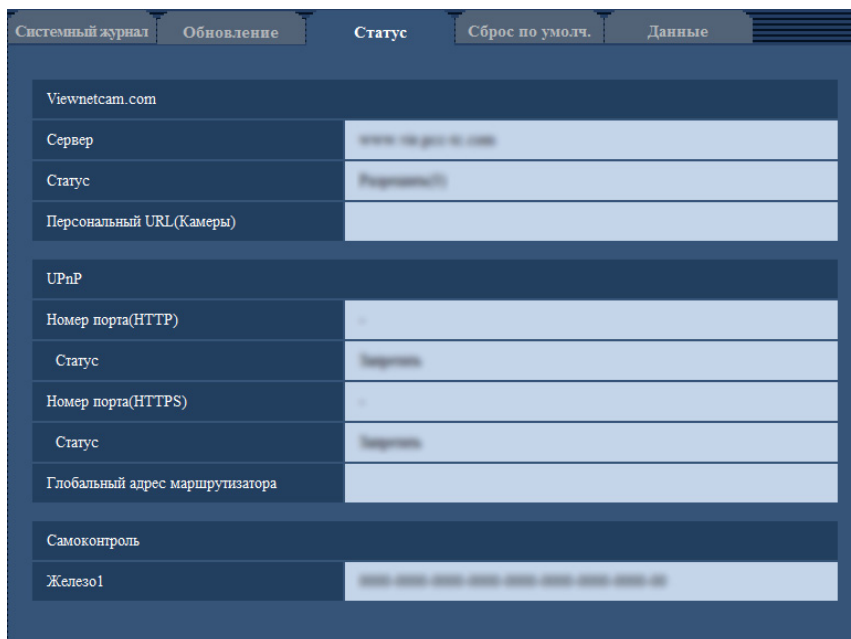 Системный журнал Обновление Статус Сброс по умолч. Данные
Viewnetcam.com
Сервер
Статус
Персональный URL(Камеры)
UPnP
Номер порта(HTTP) -
Статус
Номер порта(HTTPS) -
Статус
Глобальный адрес маршрутизатора
Самоконтроль
Железо1